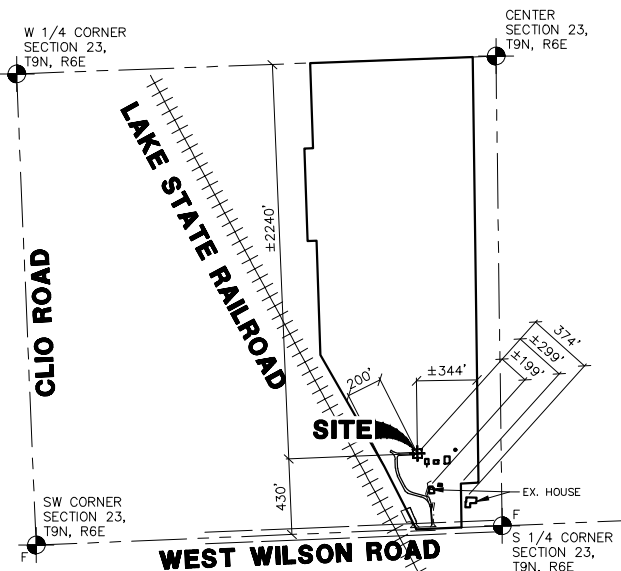 W 1/4 CORNER
SECTION 23,
T9N, R6E
CENTER
SECTION 23,
T9N, R6E
LAKE STATE RAILROAD
±2240'
CLIO ROAD
374'
±299'
±199'
±344'
200'
SITE
430'
EX. HOUSE
SW CORNER
SECTION 23,
T9N, R6E
F
F
S 1/4 CORNER
SECTION 23,
T9N, R6E
WEST WILSON ROAD